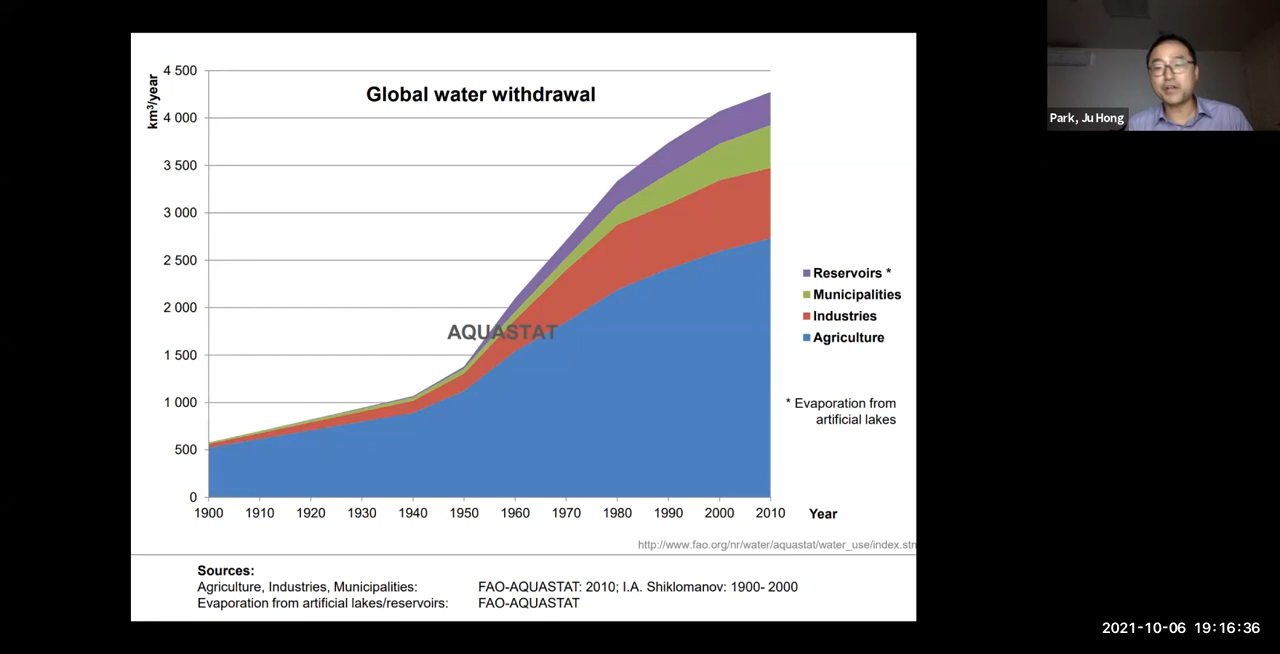 Global water withdrawal
km³/year
4 500
4 000
3 500
3 000
2 500
2 000
1 500
1 000
500
0
1900 1910 1920 1930 1940 1950 1960 1970 1980 1990 2000 2010 Year
AQUASTAT
Reservoirs *
Municipalities
Industries
Agriculture
* Evaporation from
artificial lakes
http://www.fao.org/nr/water/aquastat/water_use/index.stm
Sources:
Agriculture, Industries, Municipalities: FAO-AQUASTAT: 2010; I.A. Shiklomanov: 1900- 2000
Evaporation from artificial lakes/reservoirs: FAO-AQUASTAT
Park, Ju Hong
2021-10-06 19:16:36